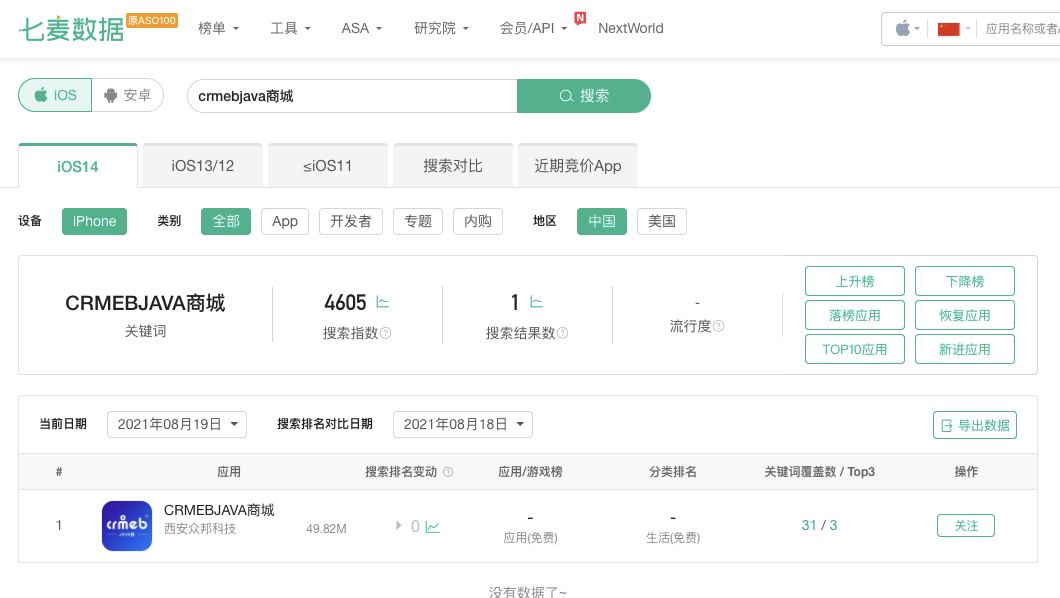 七麦数据 原ASO100 榜单 工具 ASA 研究院 会员/API N NextWorld 应用名称或者
iOS 安卓 crmebjava商城 搜索
iOS14 iOS13/12 ≤iOS11 搜索对比 近期竞价App
设备 iPhone 类别 全部 App 开发者 专题 内购 地区 中国 美国
CRMEBJAVA商城 4605 1 -
关键词 搜索指数? 搜索结果数? 流行度?
上升榜 下降榜
落榜应用 恢复应用
TOP10应用 新进应用
当前日期 2021年08月19日 搜索排名对比日期 2021年08月18日 导出数据
# 应用 搜索排名变动 ? 应用/游戏榜 分类排名 关键词覆盖数 / Top3 操作
1 crmeb JAVA版 CRMEBJAVA商城 西安众邦科技 49.82M 0 - 应用(免费) - 生活(免费) 31 / 3 关注
没有数据了~